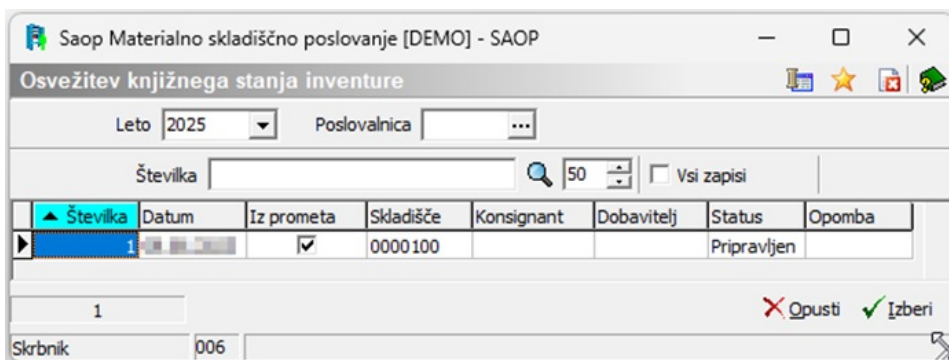 Saop Materialno skladiščno poslovanje [DEMO] - SAOP
Osvežitev knjižnega stanja inventure
Leto 2025 Poslovalnica ...
Številka 50 Vsi zapisi
Številka Datum Iz prometa Skladišče Konsignant Dobavitelj Status Opomba
1 0000100 Pripravljen
1 Opusti Izberi
Skrbnik 006